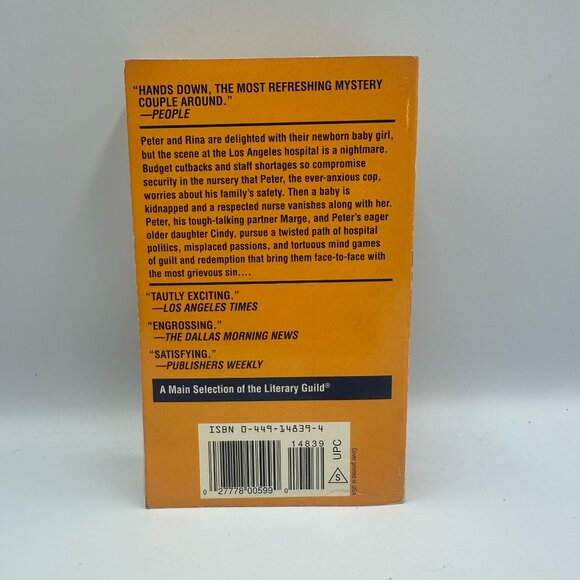 "HANDS DOWN, THE MOST REFRESHING MYSTERY
COUPLE AROUND."
—PEOPLE
Peter and Rina are delighted with their newborn baby girl,
but the scene at the Los Angeles hospital is a nightmare.
Budget cutbacks and staff shortages so compromise
security in the nursery that Peter, the ever-anxious cop,
worries about his family's safety. Then a baby is
kidnapped and a respected nurse vanishes along with her.
Peter, his tough-talking partner Marge, and Peter's eager
older daughter Cindy, pursue a twisted path of hospital
politics, misplaced passions, and tortuous mind games
of guilt and redemption that bring them face-to-face with
the most grievous sin....
"TAUTLY EXCITING."
—LOS ANGELES TIMES
"ENGROSSING."
—THE DALLAS MORNING NEWS
"SATISFYING."
—PUBLISHERS WEEKLY
A Main Selection of the Literary Guild®
ISBN 0-449-14839-4
14839
0 27778 00599 0
UPC
S
Cover printed in USA